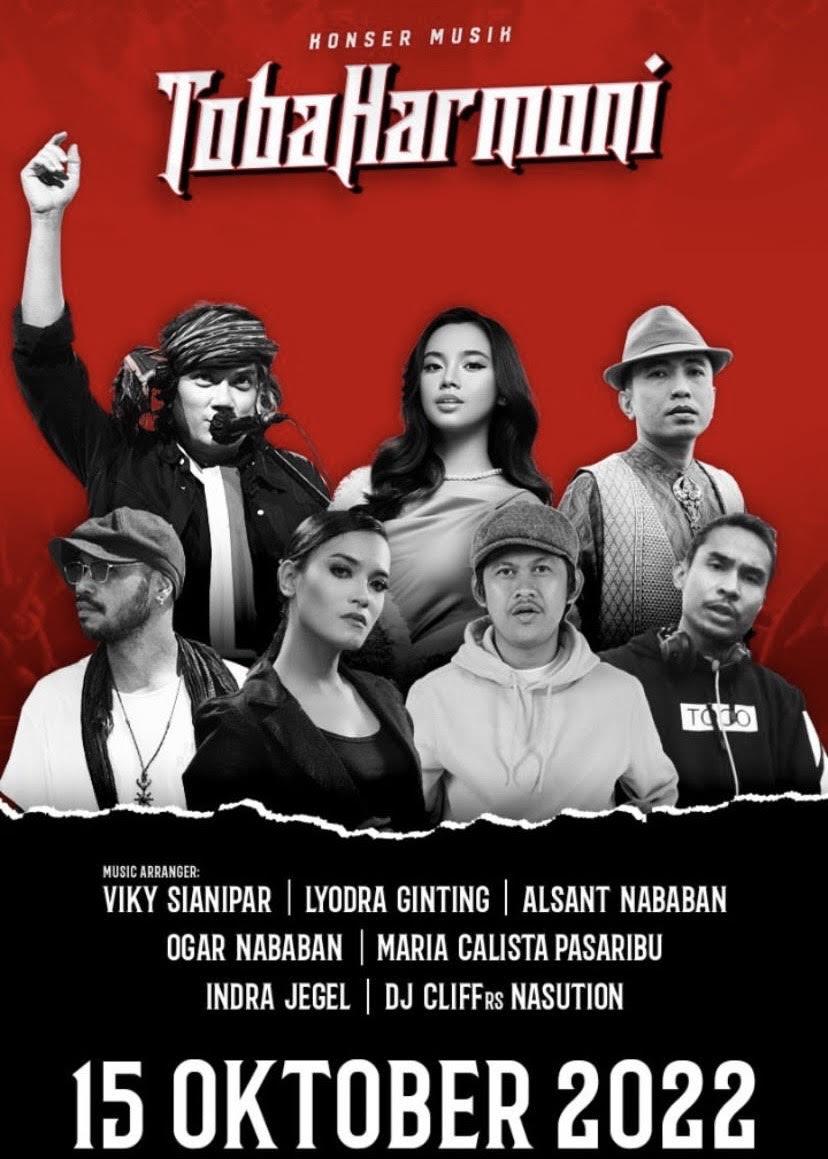 KONSER MUSIK
TobaHarmoni
TOCO
MUSIC ARRANGER:
VIKY SIANIPAR | LYODRA GINTING | ALSANT NABABAN
OGAR NABABAN | MARIA CALISTA PASARIBU
INDRA JEGEL | DJ CLIFFRS NASUTION
15 OKTOBER 2022